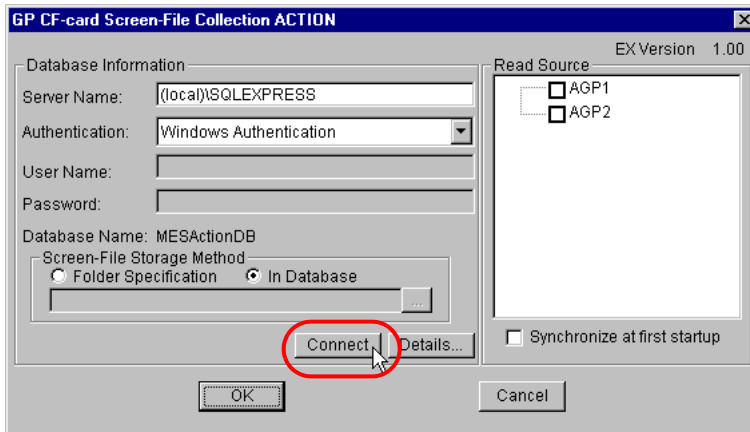 GP CF-card Screen-File Collection ACTION
EX Version 1.00
Database Information
Server Name: (local)\SQLEXPRESS
Authentication: Windows Authentication
User Name:
Password:
Database Name: MESActionDB
Screen-File Storage Method
Folder Specification In Database
...
Connect Details...
Read Source
AGP1
AGP2
Synchronize at first startup
OK Cancel